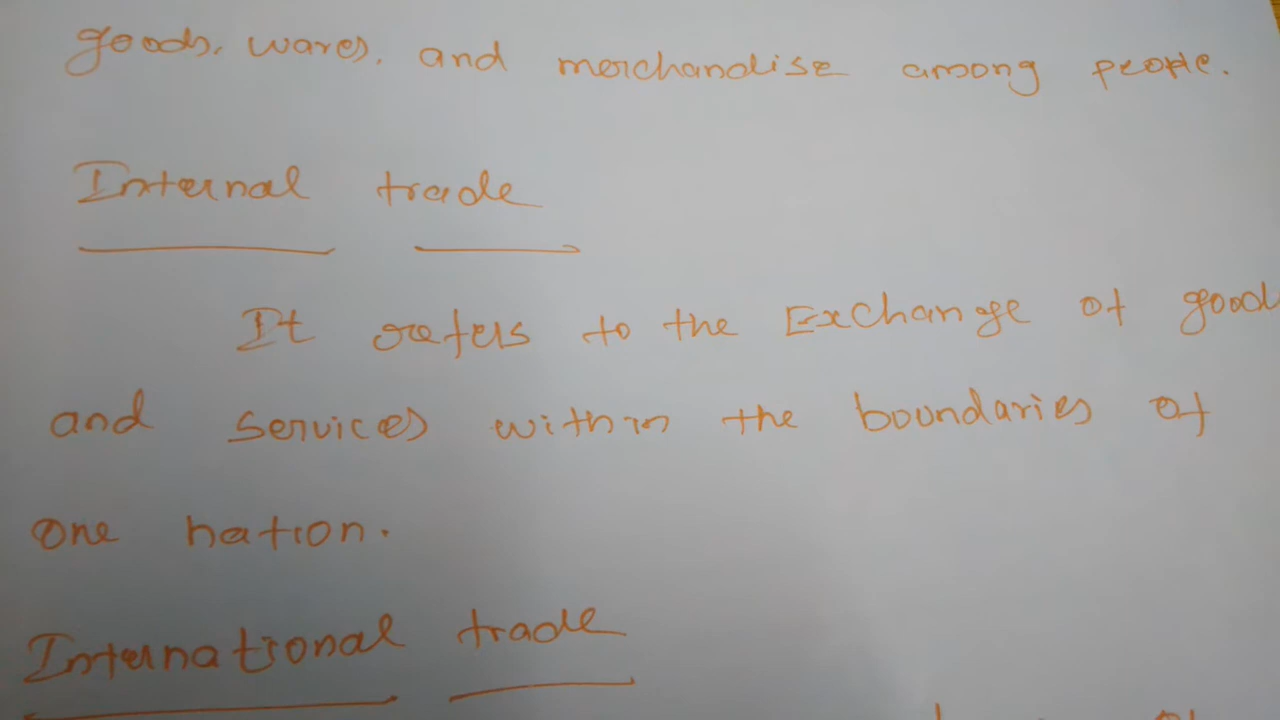 goods, wares, and merchandise among people.
Internal trade
It refers to the Exchange of good
and services within the boundaries of
one nation.
International trade